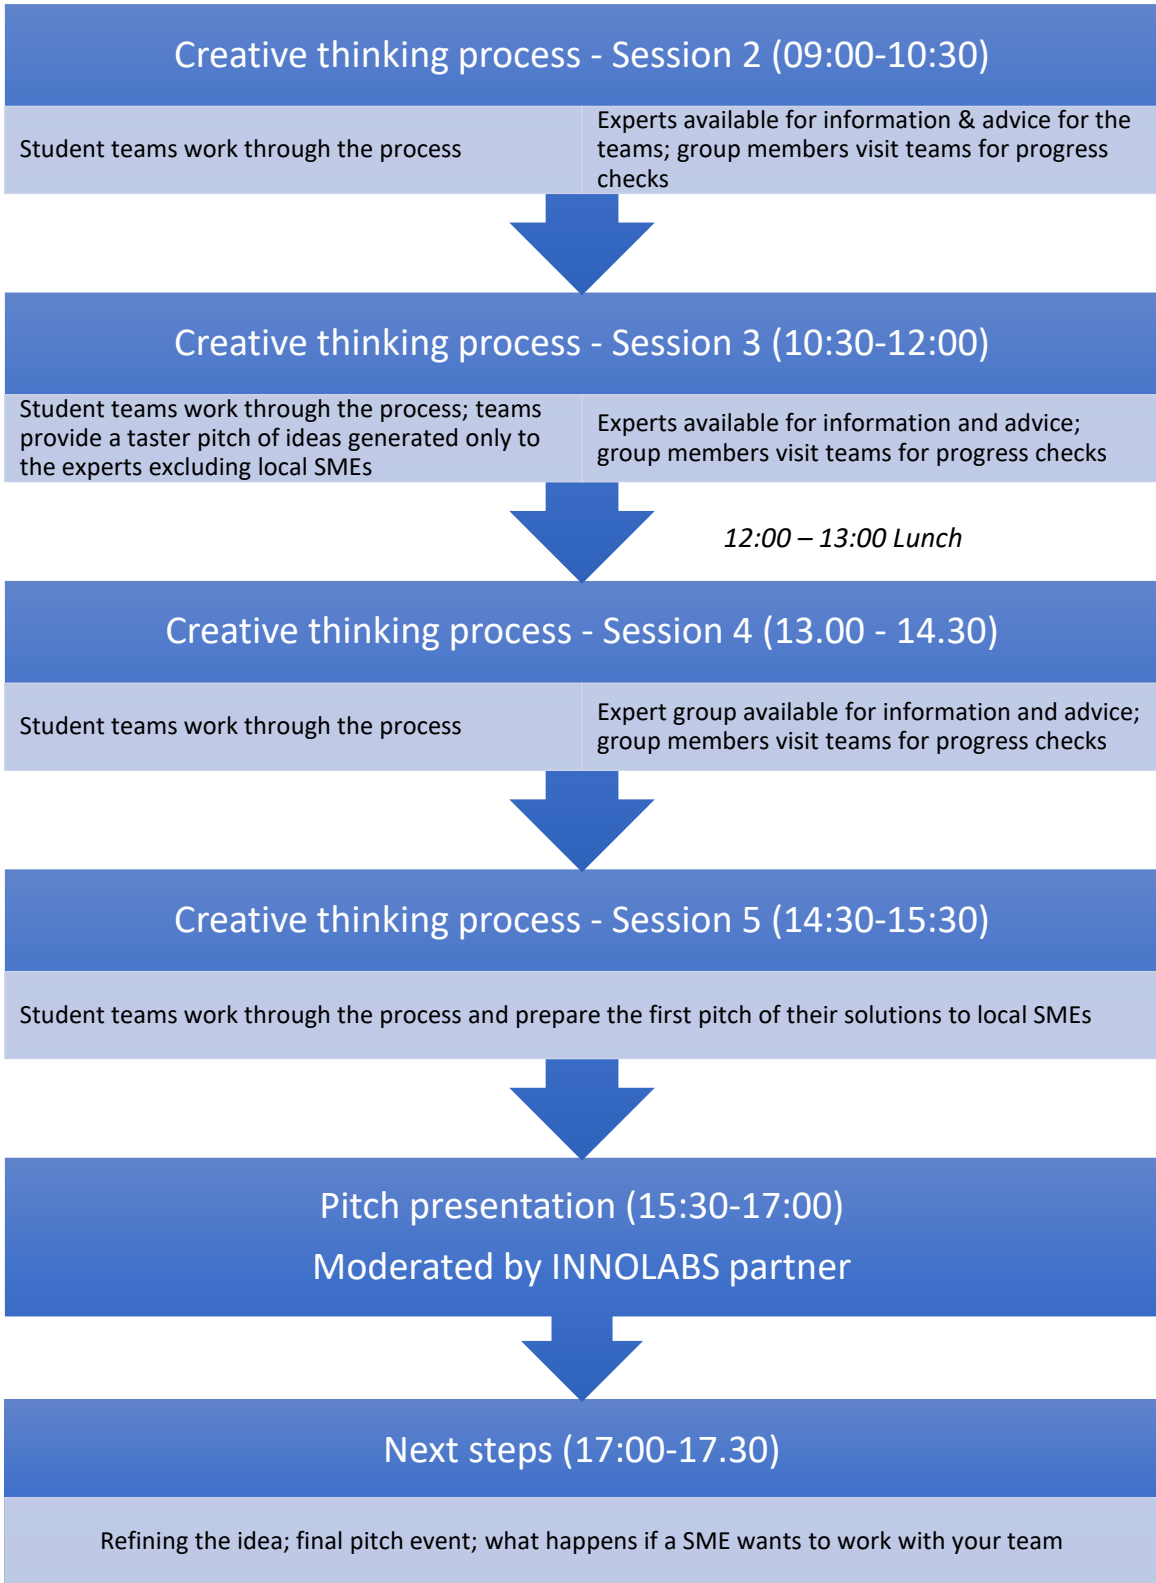 Creative thinking process - Session 2 (09:00-10:30)
Student teams work through the process
Experts available for information & advice for the
teams; group members visit teams for progress
checks
Creative thinking process - Session 3 (10:30-12:00)
Student teams work through the process; teams
provide a taster pitch of ideas generated only to
the experts excluding local SMEs
Experts available for information and advice;
group members visit teams for progress checks
12:00 – 13:00 Lunch
Creative thinking process - Session 4 (13.00 - 14.30)
Student teams work through the process
Expert group available for information and advice;
group members visit teams for progress checks
Creative thinking process - Session 5 (14:30-15:30)
Student teams work through the process and prepare the first pitch of their solutions to local SMEs
Pitch presentation (15:30-17:00)
Moderated by INNOLABS partner
Next steps (17:00-17.30)
Refining the idea; final pitch event; what happens if a SME wants to work with your team